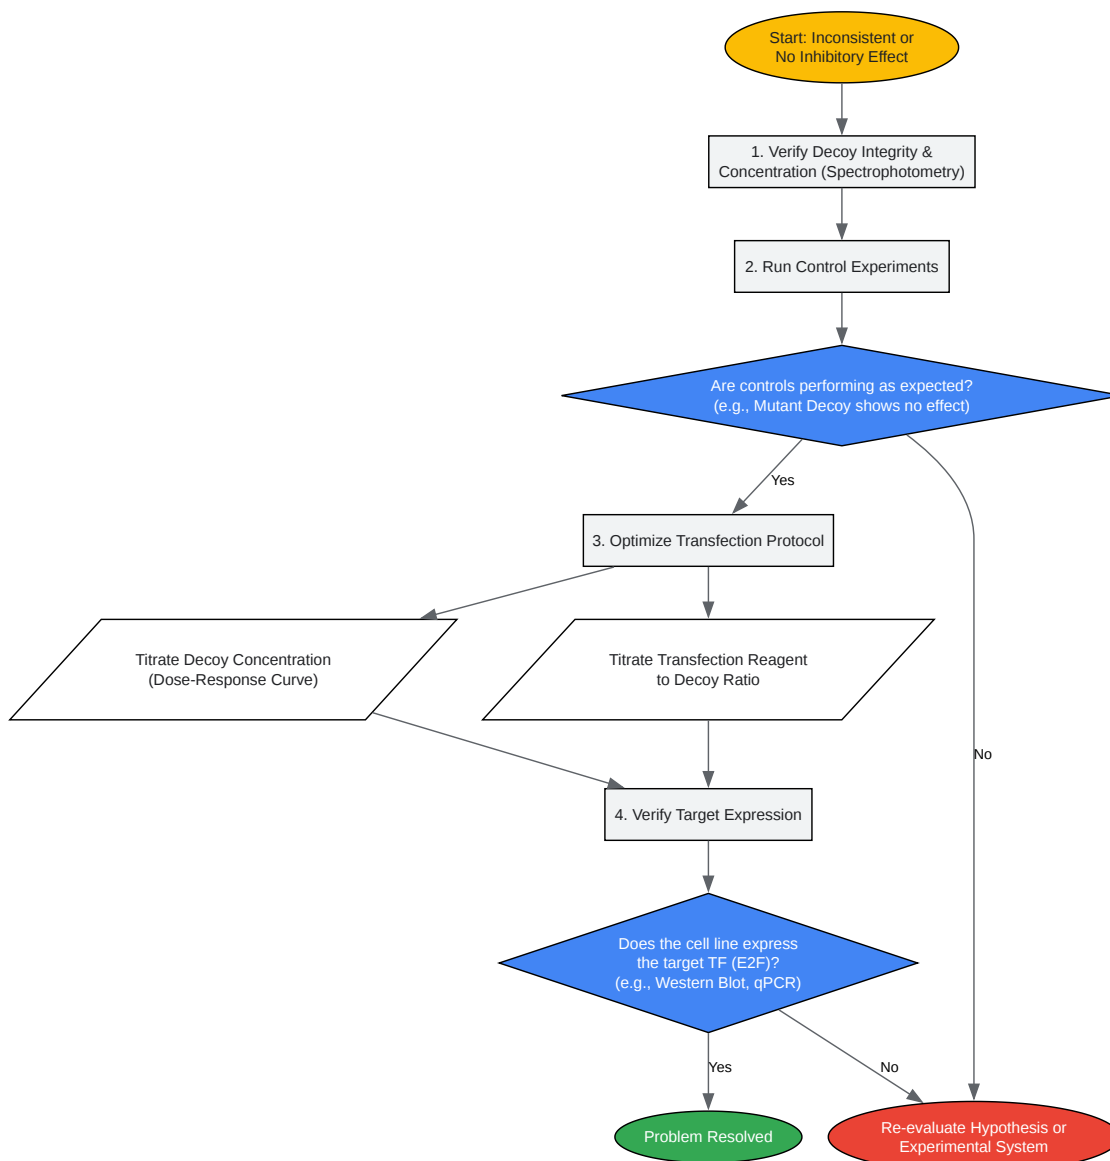 Start: Inconsistent or
No Inhibitory Effect
1. Verify Decoy Integrity &
Concentration (Spectrophotometry)
2. Run Control Experiments
Are controls performing as expected?
(e.g., Mutant Decoy shows no effect)
Yes
3. Optimize Transfection Protocol
Titrate Decoy Concentration
(Dose-Response Curve)
Titrate Transfection Reagent
to Decoy Ratio
No
4. Verify Target Expression
Does the cell line express
the target TF (E2F)?
(e.g., Western Blot, qPCR)
Yes
No
Problem Resolved
Re-evaluate Hypothesis or
Experimental System